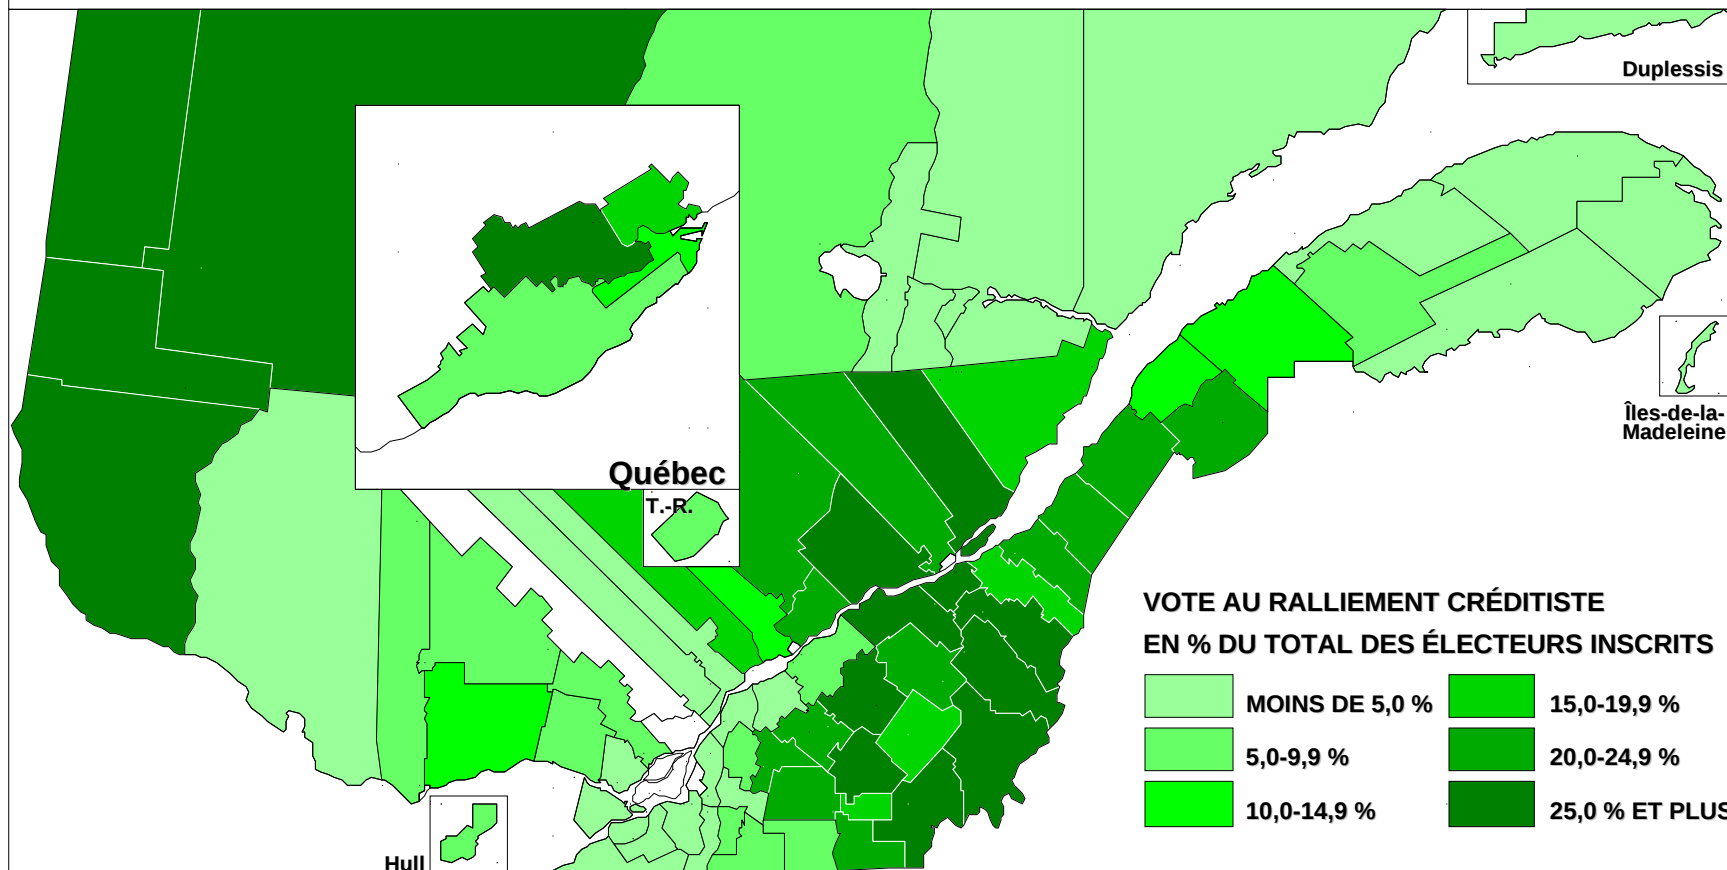 Duplessis
Îles-de-la-
Madeleine
Québec
T.-R.
VOTE AU RALLIEMENT CRÉDITISTE
EN % DU TOTAL DES ÉLECTEURS INSCRITS
MOINS DE 5,0 %
15,0-19,9 %
5,0-9,9 %
20,0-24,9 %
10,0-14,9 %
25,0 % ET PLUS
Hull